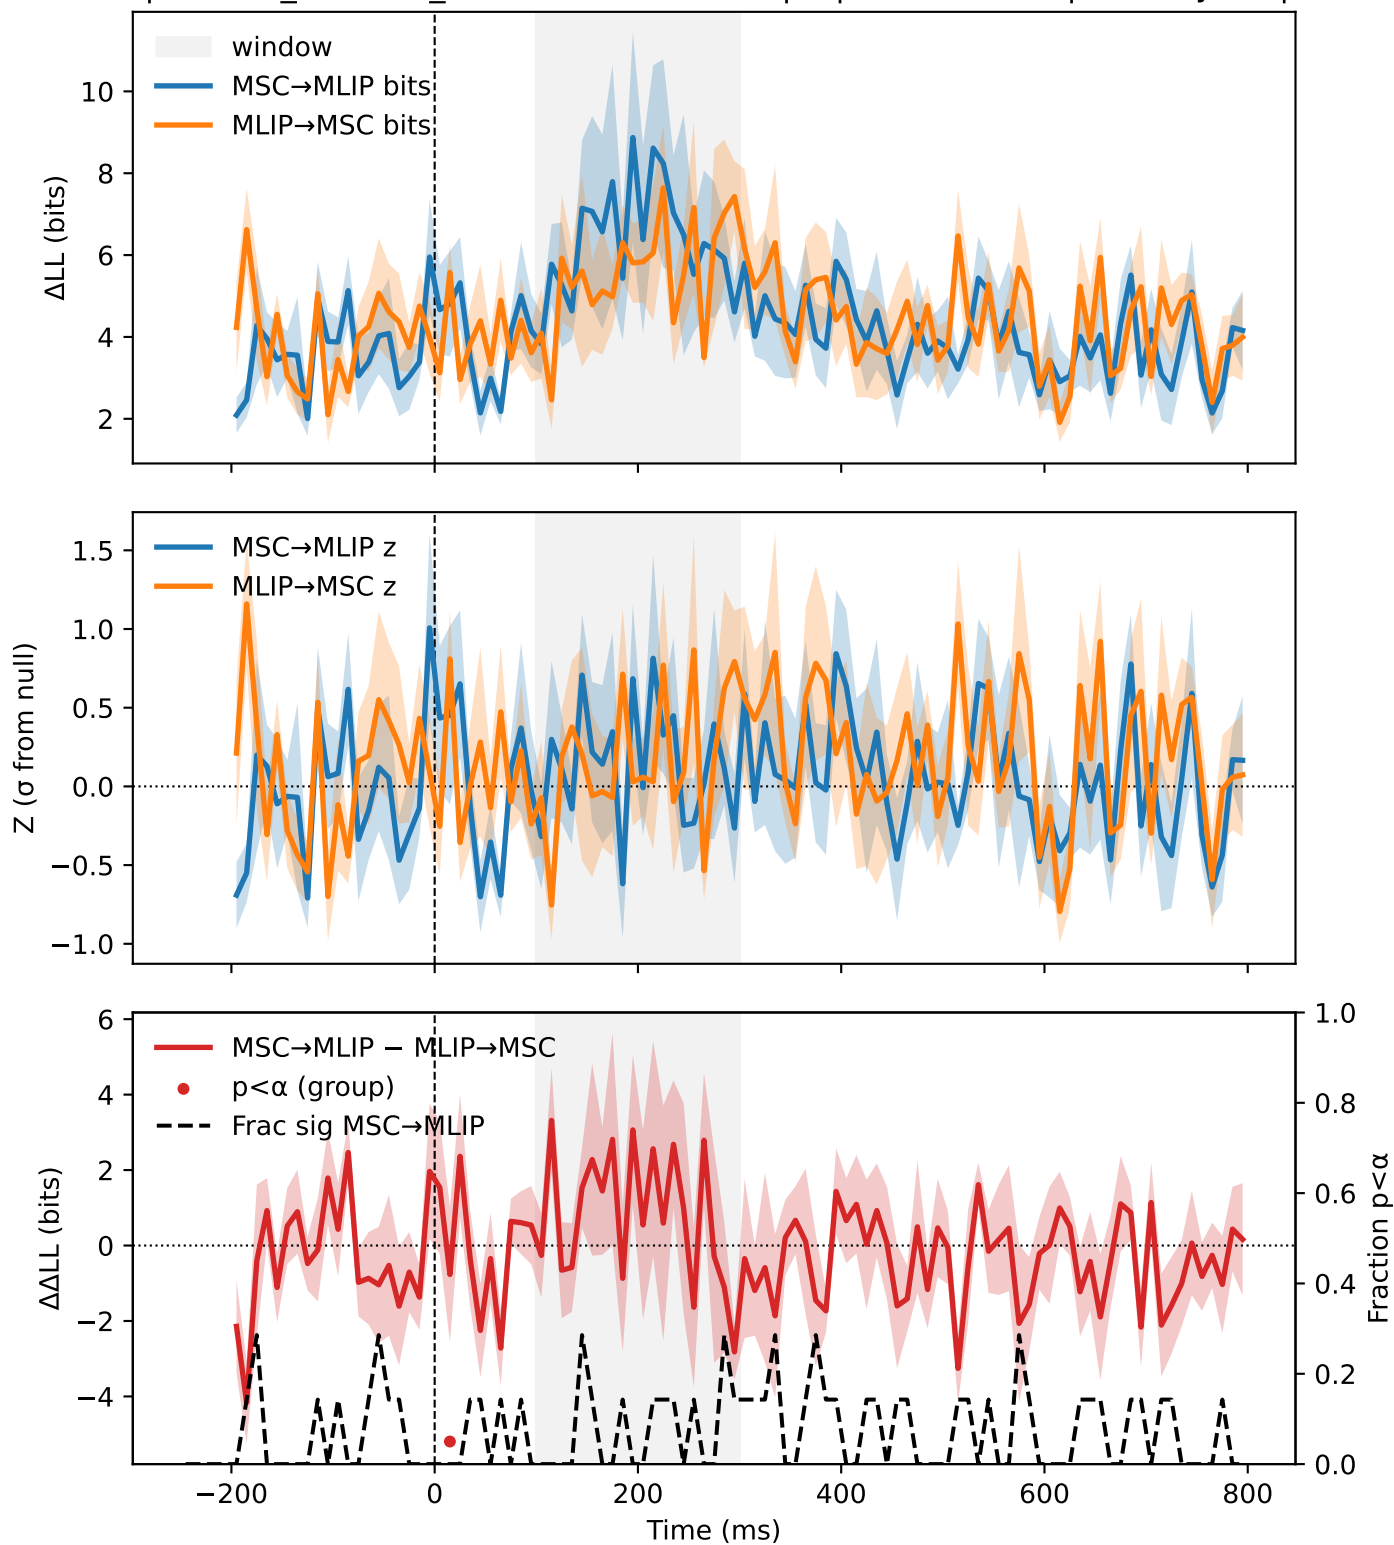 window
MSC→MLIP bits
MLIP→MSC bits
ΔLL (bits)
10
8
6
4
2
MSC→MLIP z
MLIP→MSC z
Z (σ from null)
1.5
1.0
0.5
0.0
−0.5
−1.0
MSC→MLIP − MLIP→MSC
p<α (group)
Frac sig MSC→MLIP
ΔΔLL (bits)
6
4
2
0
−2
−4
1.0
0.8
0.6
0.4
0.2
0.0
Fraction p<α
−200
0
200
400
600
800
Time (ms)